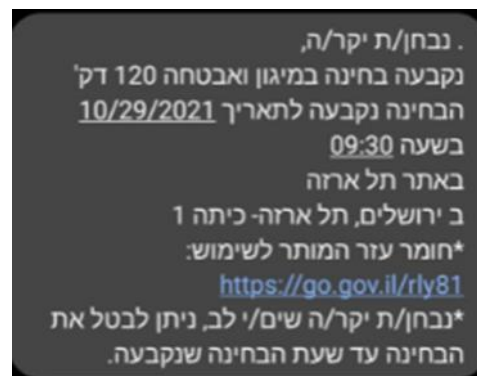 . נבחן/ת יקר/ה,
נקבעה בחינה במיגון ואבטחה 120 דק'
הבחינה נקבעה לתאריך 10/29/2021
בשעה 09:30
באתר תל ארזה
ב ירושלים, תל ארזה- כיתה 1
*חומר עזר המותר לשימוש:
https://go.gov.il/rly81
*נבחן/ת יקר/ה שים/י לב, ניתן לבטל את
הבחינה עד שעת הבחינה שנקבעה.